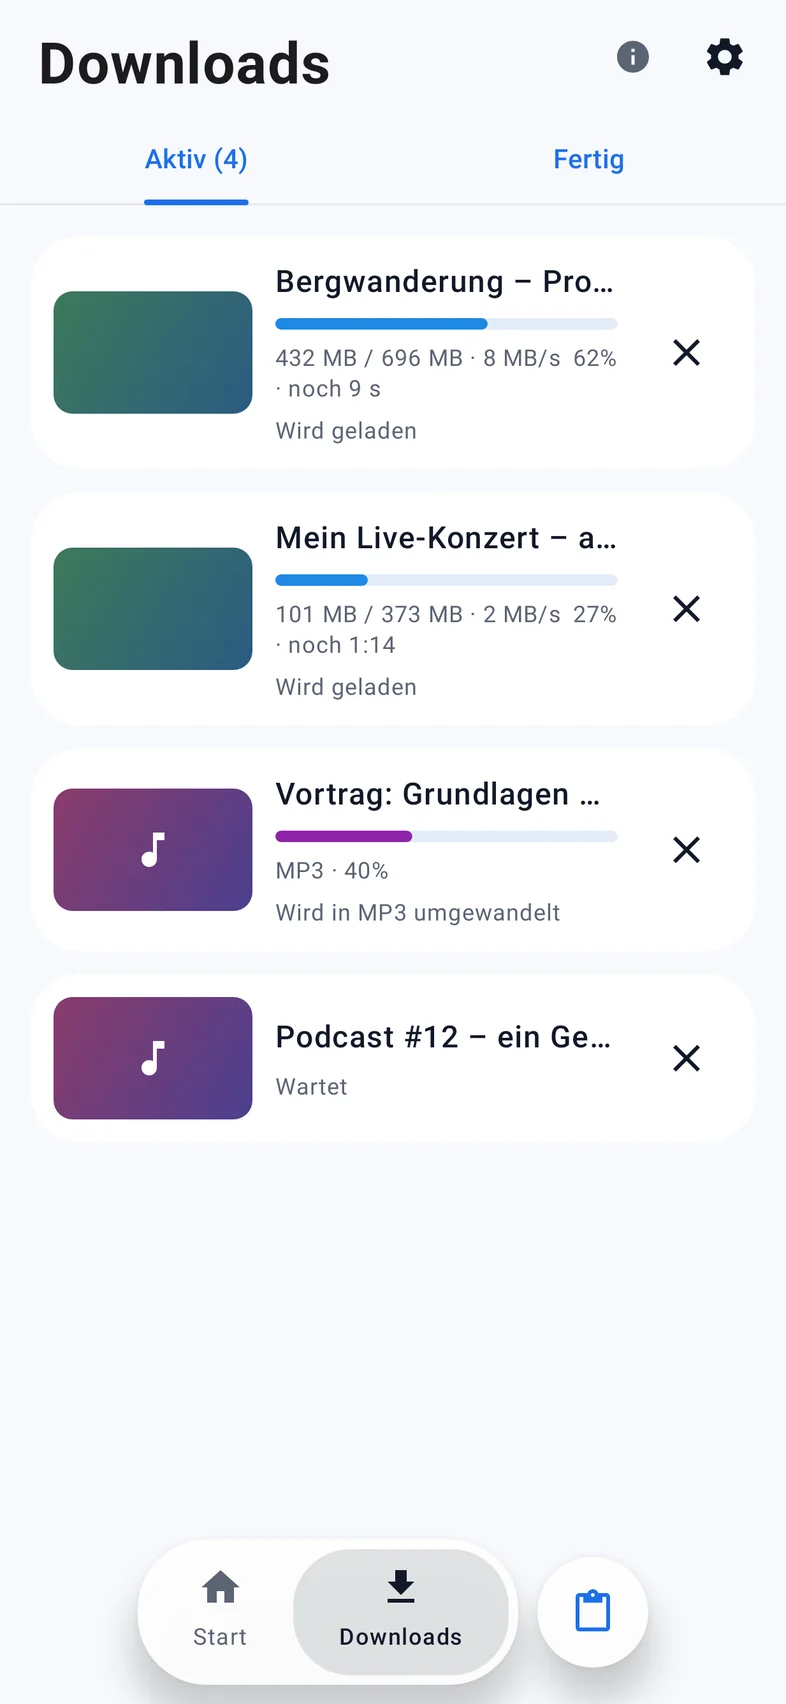 Downloads
Aktiv (4)
Fertig
Bergwanderung – Pro...
432 MB / 696 MB · 8 MB/s 62%
· noch 9 s
Wird geladen
Mein Live-Konzert – a...
101 MB / 373 MB · 2 MB/s 27%
· noch 1:14
Wird geladen
Vortrag: Grundlagen ...
MP3 · 40%
Wird in MP3 umgewandelt
Podcast #12 – ein Ge...
Wartet
Start
Downloads